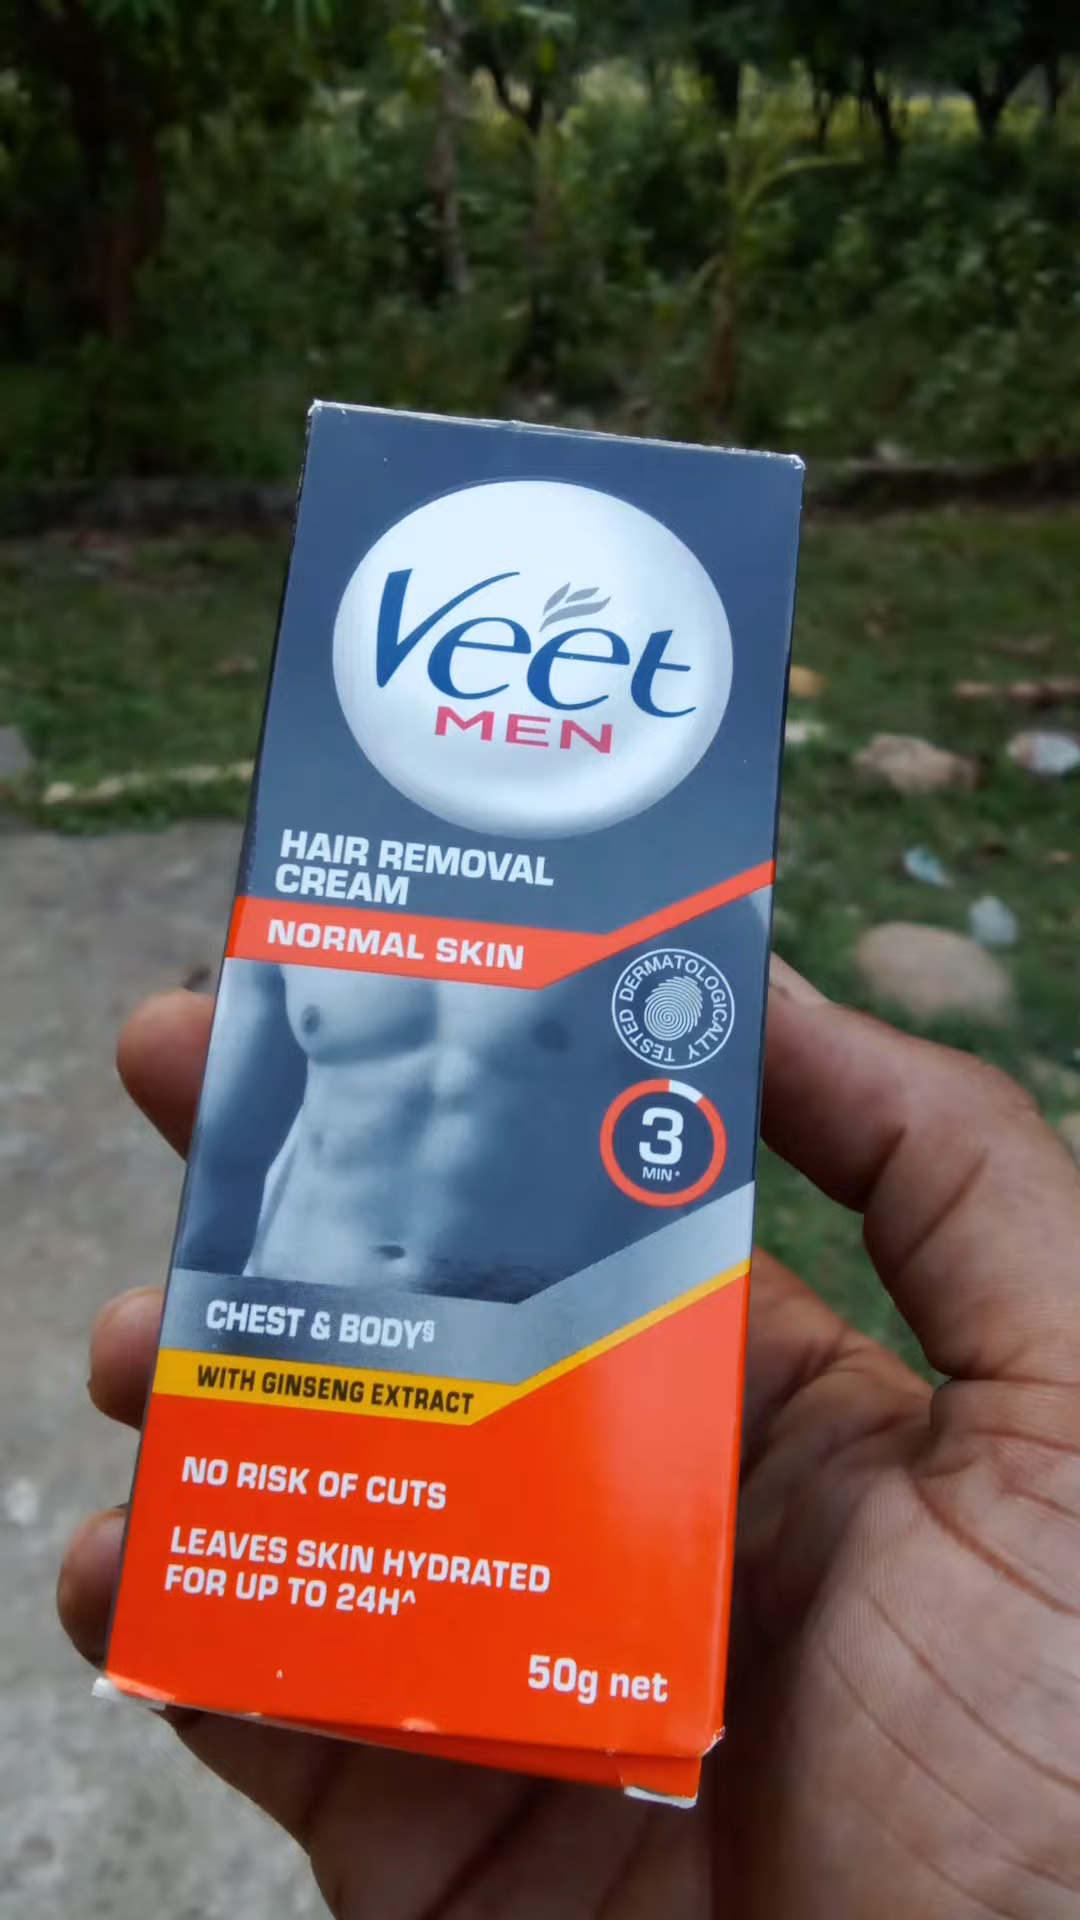 Veet
MEN
HAIR REMOVAL
CREAM
NORMAL SKIN
DERMATOLOGICALLY TESTED
3
MIN*
CHEST & BODY§
WITH GINSENG EXTRACT
NO RISK OF CUTS
LEAVES SKIN HYDRATED
FOR UP TO 24H^
50g net